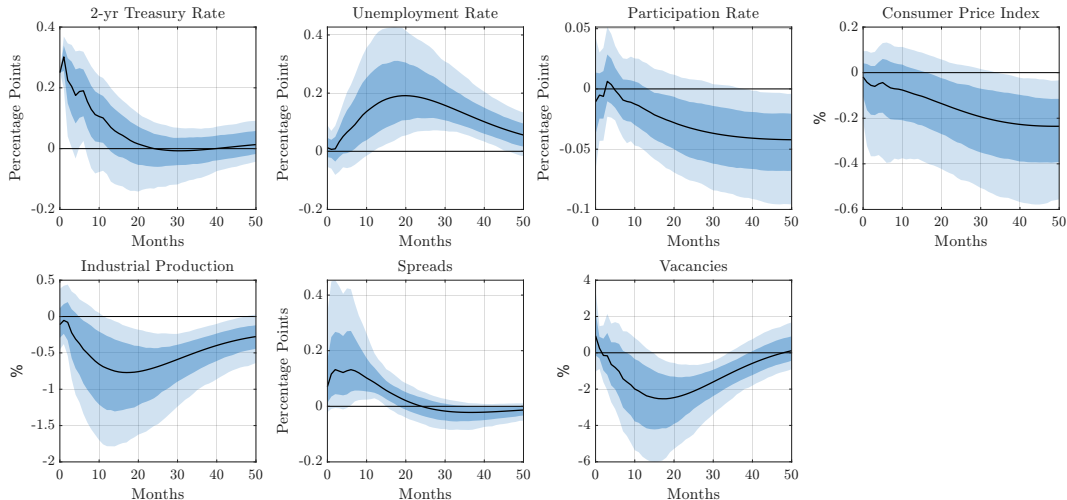 2-yr Treasury Rate
Percentage Points
0.4
0.2
0
0.2
0 10 20 30 40 50
Months
Unemployment Rate
Percentage Points
0.4
0.2
0
0.2
0 10 20 30 40 50
Months
Participation Rate
Percentage Points
0.05
0
-0.05
-0.1
0 10 20 30 40 50
Months
Consumer Price Index
%
0.2
0
-0.2
-0.4
-0.6
0 10 20 30 40 50
Months
Industrial Production
%
0.5
0
-0.5
-1
-1.5
-2
0 10 20 30 40 50
Months
Spreads
Percentage Points
0.4
0.2
0
0.2
0 10 20 30 40 50
Months
Vacancies
%
4
2
0
-2
-4
-6
0 10 20 30 40 50
Months